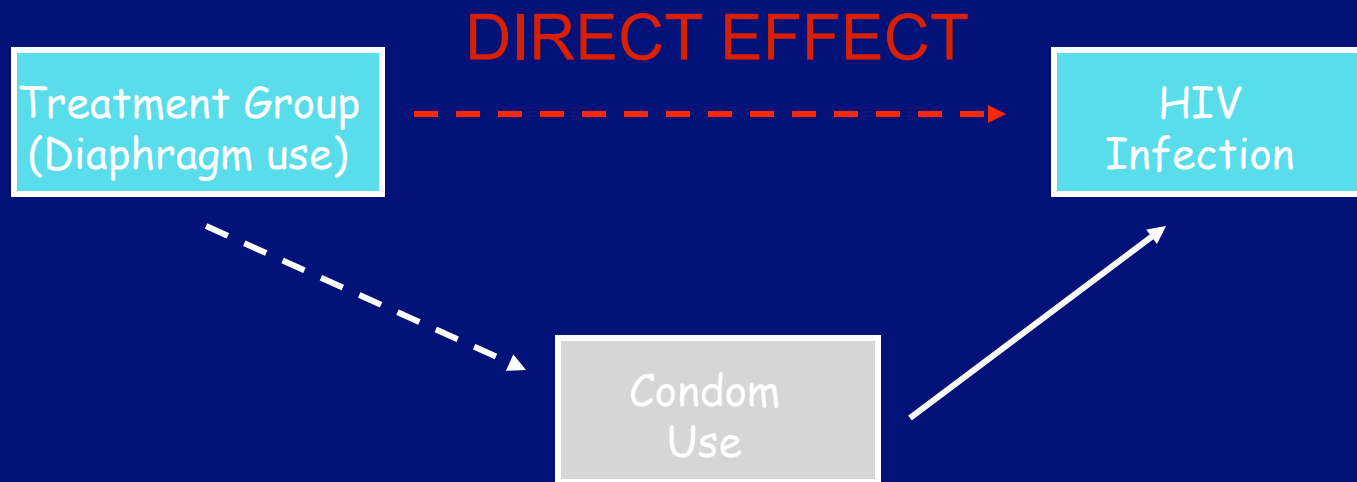 DIRECT EFFECT
Treatment Group
(Diaphragm use)
HIV
Infection
Condom
Use